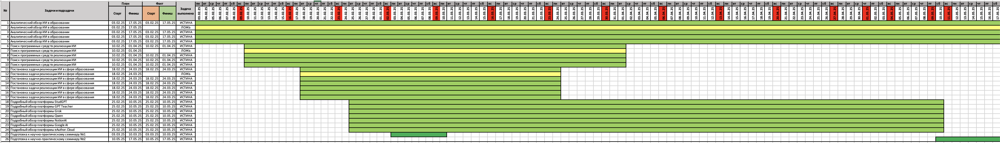 № Задачи и подзадачи План Факт Задача выполнена пн вт ср чт пт сб вс пн вт ср чт пт сб вс пн вт ср чт пт сб вс пн вт ср чт пт сб вс пн вт ср чт пт сб вс пн вт ср чт пт сб вс пн вт ср чт пт сб вс пн вт ср чт пт сб вс пн вт ср чт пт сб вс пн вт ср чт пт сб вс пн вт ср чт пт сб вс пн вт ср чт пт сб вс пн вт ср чт пт сб вс пн вт ср чт пт сб вс пн вт ср чт пт сб
Старт Финиш Старт Финиш 03.02.25 04.02.25 05.02.25 06.02.25 07.02.25 08.02.25 09.02.25 10.02.25 11.02.25 12.02.25 13.02.25 14.02.25 15.02.25 16.02.25 17.02.25 18.02.25 19.02.25 20.02.25 21.02.25 22.02.25 23.02.25 24.02.25 25.02.25 26.02.25 27.02.25 28.02.25 01.03.25 02.03.25 03.03.25 04.03.25 05.03.25 06.03.25 07.03.25 08.03.25 09.03.25 10.03.25 11.03.25 12.03.25 13.03.25 14.03.25 15.03.25 16.03.25 17.03.25 18.03.25 19.03.25 20.03.25 21.03.25 22.03.25 23.03.25 24.03.25 25.03.25 26.03.25 27.03.25 28.03.25 29.03.25 30.03.25 31.03.25 01.04.25 02.04.25 03.04.25 04.04.25 05.04.25 06.04.25 07.04.25 08.04.25 09.04.25 10.04.25 11.04.25 12.04.25 13.04.25 14.04.25 15.04.25 16.04.25 17.04.25 18.04.25 19.04.25 20.04.25 21.04.25 22.04.25 23.04.25 24.04.25 25.04.25 26.04.25 27.04.25 28.04.25 29.04.25 30.04.25 01.05.25 02.05.25 03.05.25 04.05.25 05.05.25 06.05.25 07.05.25 08.05.25 09.05.25 10.05.25 11.05.25 12.05.25 13.05.25 14.05.25 15.05.25 16.05.25 17.05.25
1 Аналитический обзор ИИ в образовании 03.02.25 17.05.25 03.02.25 17.05.25 ИСТИНА
2 Аналитический обзор ИИ в образовании 03.02.25 17.05.25 ЛОЖЬ
3 Аналитический обзор ИИ в образовании 03.02.25 17.05.25 03.02.25 17.05.25 ИСТИНА
4 Аналитический обзор ИИ в образовании 03.02.25 17.05.25 03.02.25 17.05.25 ИСТИНА
5 Аналитический обзор ИИ в образовании 03.02.25 17.05.25 03.02.25 17.05.25 ИСТИНА
6 Поиск программных средств реализации ИИ 10.02.25 01.04.25 10.02.25 01.04.25 ИСТИНА
7 Поиск программных средств реализации ИИ 10.02.25 01.04.25 ЛОЖЬ
8 Поиск программных средств реализации ИИ 10.02.25 01.04.25 10.02.25 01.04.25 ИСТИНА
9 Поиск программных средств реализации ИИ 10.02.25 01.04.25 10.02.25 01.04.25 ИСТИНА
10 Поиск программных средств реализации ИИ 10.02.25 01.04.25 10.02.25 01.04.25 ИСТИНА
11 Постановка задачи реализации ИИ в сфере образования 18.02.25 24.03.25 18.02.25 24.03.25 ИСТИНА
12 Постановка задачи реализации ИИ в сфере образования 18.02.25 24.03.25 ЛОЖЬ
13 Постановка задачи реализации ИИ в сфере образования 18.02.25 24.03.25 18.02.25 24.03.25 ИСТИНА
14 Постановка задачи реализации ИИ в сфере образования 18.02.25 24.03.25 18.02.25 24.03.25 ИСТИНА
15 Постановка задачи реализации ИИ в сфере образования 18.02.25 24.03.25 18.02.25 24.03.25 ИСТИНА
16 Постановка задачи реализации ИИ в сфере образования 18.02.25 24.03.25 18.02.25 24.03.25 ИСТИНА
17 Постановка задачи реализации ИИ в сфере образования 18.02.25 24.03.25 18.02.25 24.03.25 ИСТИНА
18 Подробный обзор платформы StudGPT 25.02.25 10.05.25 25.02.25 10.05.25 ИСТИНА
19 Подробный обзор платформы GPT Teacher 25.02.25 10.05.25 25.02.25 10.05.25 ИСТИНА
20 Подробный обзор платформы Grok 25.02.25 10.05.25 25.02.25 10.05.25 ИСТИНА
21 Подробный обзор платформы Qwen 25.02.25 10.05.25 25.02.25 10.05.25 ИСТИНА
22 Подробный обзор платформы NotionAI 25.02.25 10.05.25 25.02.25 10.05.25 ИСТИНА
23 Подробный обзор платформы Google AI 25.02.25 10.05.25 25.02.25 10.05.25 ИСТИНА
24 Подробный обзор платформы eAuthor.Cloud 25.02.25 10.05.25 25.02.25 10.05.25 ИСТИНА
25 Подготовка к научно-практическому семинару №1 03.03.25 10.03.25 03.03.25 10.03.25 ИСТИНА
26 Подготовка к научно-практическому семинару №2 10.05.25 17.05.25 10.05.25 17.05.25 ИСТИНА